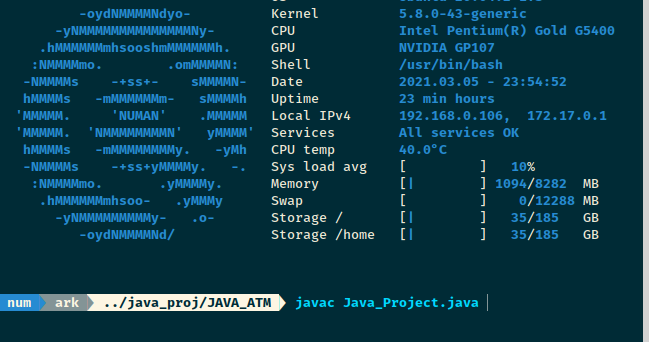 -oydNMMMMNdyo-              Kernel          5.8.0-43-generic
-yNMMMMMMMMMMMMMMNy-           CPU             Intel Pentium(R) Gold G5400
.hMMMMMMmhsooshmMMMMMMh.         GPU             NVIDIA GP107
:NMMMMmo.        .omMMMMN:        Shell           /usr/bin/bash
-NMMMMs    -+ss+-    sMMMMN-       Date            2021.03.05 - 23:54:52
hMMMMs   -mMMMMMMm-   sMMMMh       Uptime          23 min hours
'MMMMM.     'NUMAN'    .MMMMM       Local IPv4      192.168.0.106,  172.17.0.1
'MMMMM.  'NMMMMMMMMN'   yMMMM'      Services        All services OK
hMMMMs   -mMMMMMMMMy.   -yMh       CPU temp        40.0°C
-NMMMMs    -+ss+yMMMMy.   -.       Sys load avg    [         ]   10%
:NMMMMmo.       .yMMMMy.          Memory          [|        ] 1094/8282  MB
.hMMMMMMmhsoo-   .yMMMy          Swap            [         ]    0/12288 MB
-yNMMMMMMMMMy-   .o-           Storage /       [|        ]   35/185   GB
-oydNMMMMNd/                Storage /home   [|        ]   35/185   GB
num ark ../java_proj/JAVA_ATM javac Java_Project.java